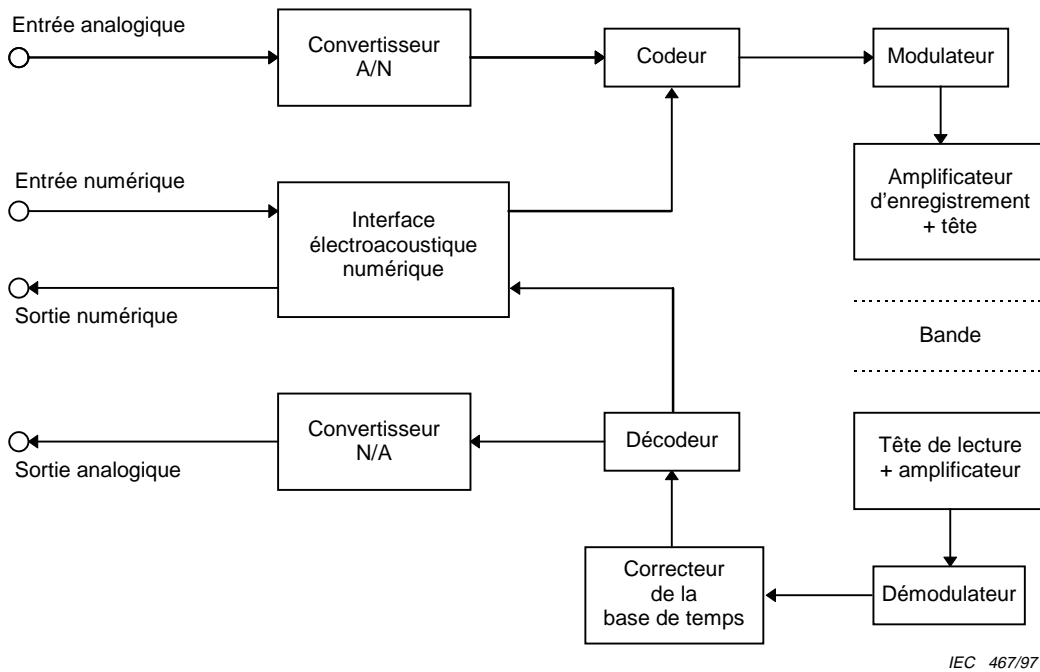 Entrée analogique
Convertisseur
A/N
Codeur
Modulateur
Entrée numérique
Interface
électroacoustique
numérique
Amplificateur
d'enregistrement
+ tête
Sortie numérique
Bande
Convertisseur
N/A
Décodeur
Tête de lecture
+ amplificateur
Sortie analogique
Correcteur
de la
base de temps
Démodulateur
IEC 467/97